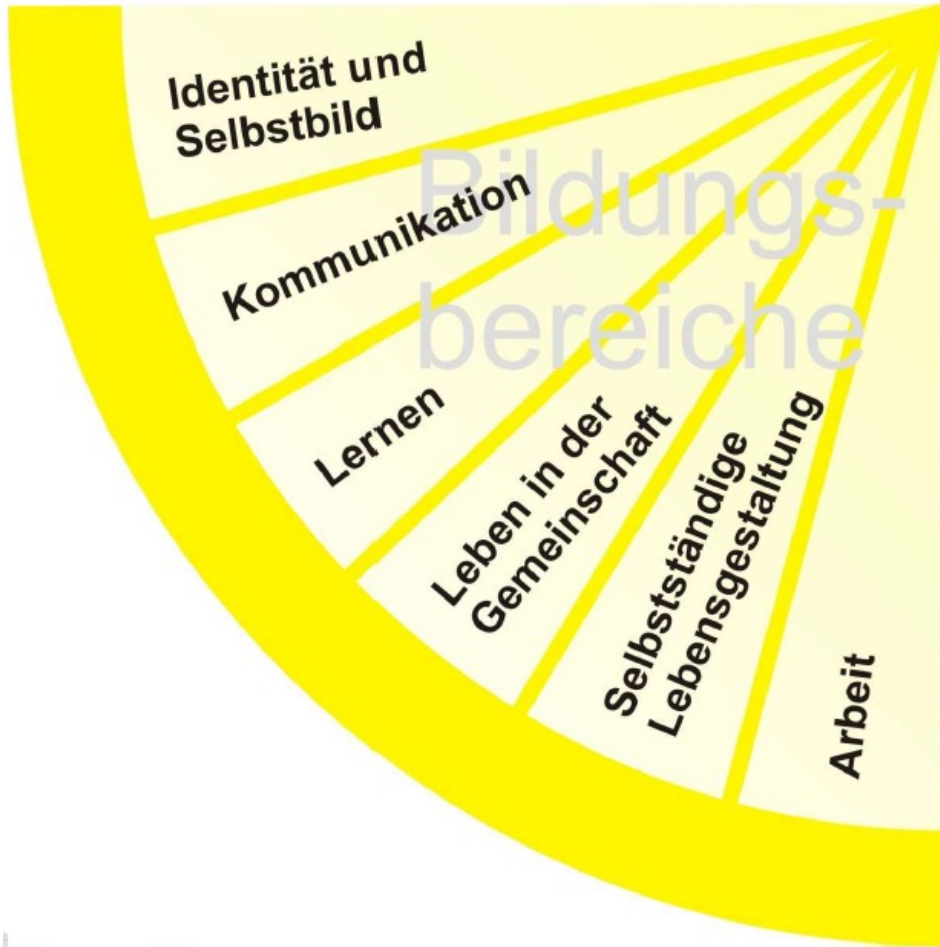 Identität und
Selbstbild
Kommunikation
Bildungs-
bereiche
Lernen
Leben in der
Gemeinschaft
Selbstständige
Lebensgestaltung
Arbeit